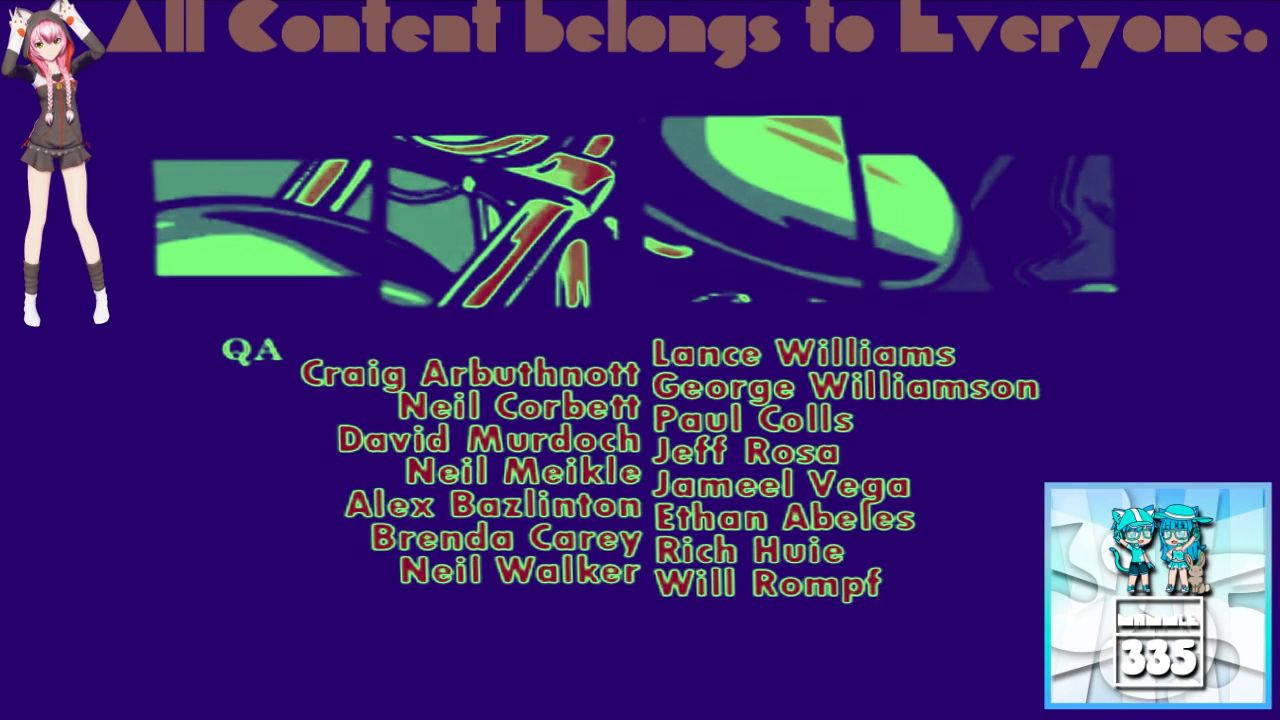 All Content belongs to Everyone.
QA
Craig Arbuthnott
Neil Corbett
David Murdoch
Neil Meikle
Alex Bazlinton
Brenda Carey
Neil Walker
Lance Williams
George Williamson
Paul Colls
Jeff Rosa
Jameel Vega
Ethan Abeles
Rich Huie
Will Rompf
335